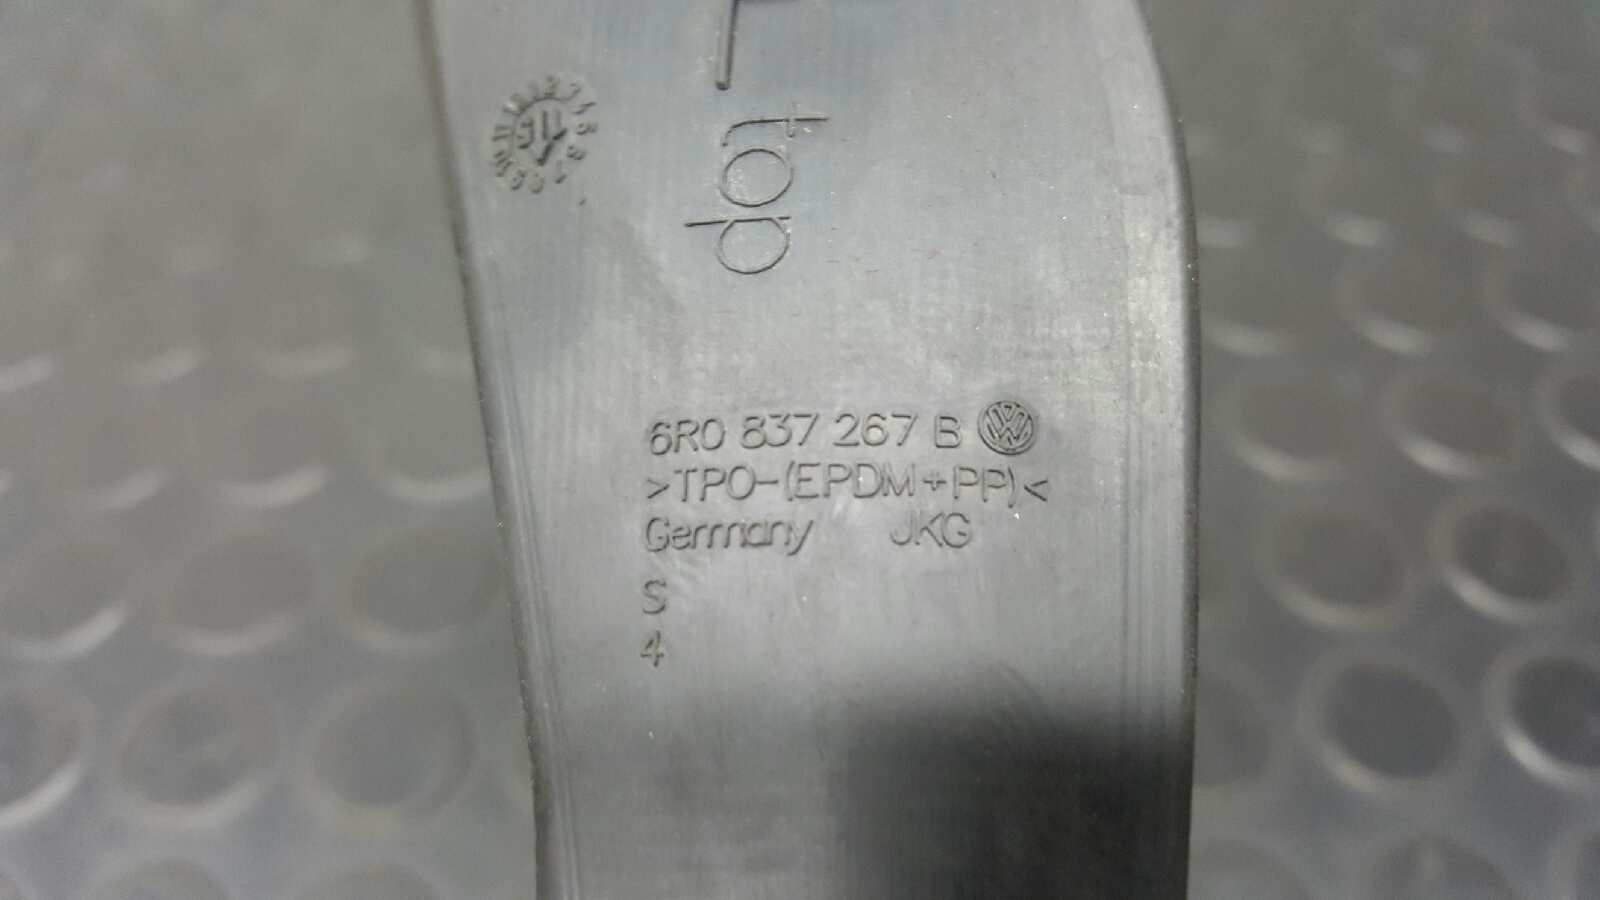 top
6R0 837 267 B
>TPO-(EPDM+PP)<
Germany JKG
S
4